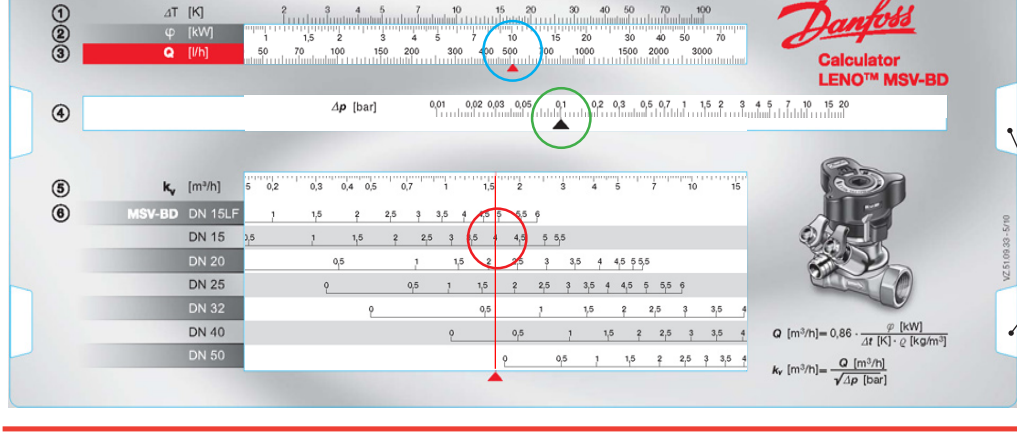 ① ΔT [K] 2 3 4 5 7 10 15 20 30 40 50 70 100
② φ [kW] 1 1,5 2 3 4 5 7 10 15 20 30 40 50 70
③ Q [l/h] 50 70 100 150 200 300 400 500 700 1000 1500 2000 3000
Danfoss
Calculator
LENO™ MSV-BD
④ Δp [bar] 0,01 0,02 0,03 0,05 0,1 0,2 0,3 0,5 0,7 1 1,5 2 3 4 5 7 10 15 20
⑤ kv [m³/h] 5 0,2 0,3 0,4 0,5 0,7 1 1,5 2 3 4 5 7 10 15
⑥ MSV-BD DN 15LF 1 1,5 2 2,5 3 3,5 4 4,5 5 5,5 6
DN 15 0,5 1 1,5 2 2,5 3 3,5 4 4,5 5 5,5
DN 20 0,5 1 1,5 2 2,5 3 3,5 4 4,5 5 5,5
DN 25 0 0,5 1 1,5 2 2,5 3 3,5 4 4,5 5 5,5 6
DN 32 0 0,5 1 1,5 2 2,5 3 3,5 4
DN 40 0 0,5 1 1,5 2 2,5 3 3,5 4
DN 50 0 0,5 1 1,5 2 2,5 3 3,5 4
VZ.51.09.33 - 5/10
Q [m³/h]= 0,86 · φ [kW] / Δt [K] · ϱ [kg/m³]
kv [m³/h]= Q [m³/h] / √Δp [bar]